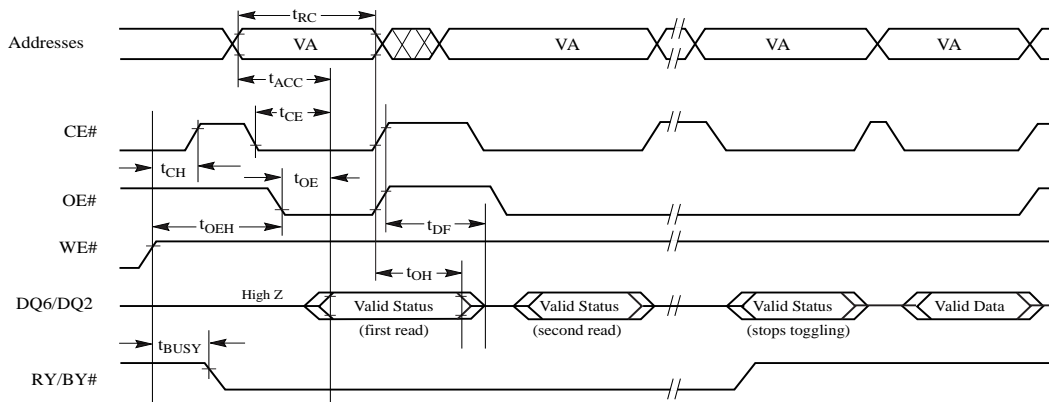 tRC
Addresses VA VA VA VA
tACC
tCE
CE#
tCH tOE
OE#
tOEH tDF
WE#
tOH
High Z
DQ6/DQ2 Valid Status Valid Status Valid Status Valid Data
(first read) (second read) (stops toggling)
tBUSY
RY/BY#